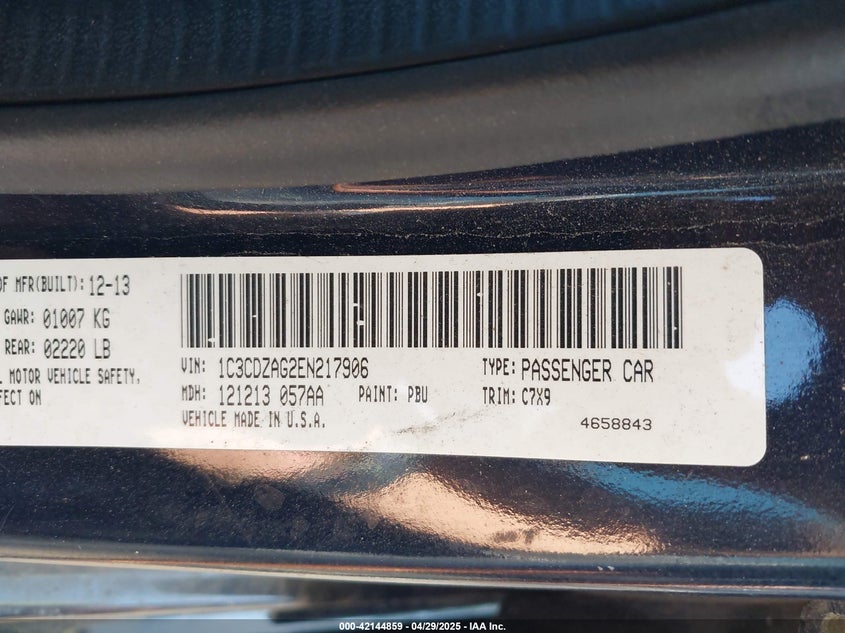 OF MFR(BUILT): 12-13
GAWR: 01007 KG
REAR: 02220 LB
MOTOR VEHICLE SAFETY,
ON
VIN: 1C3CDZAG2EN217906
TYPE: PASSENGER CAR
MDH: 121213 057AA
PAINT: PBU
TRIM: C7X9
VEHICLE MADE IN U.S.A.
4658843
000-42144859 | 04/29/2025 - IAA Inc.